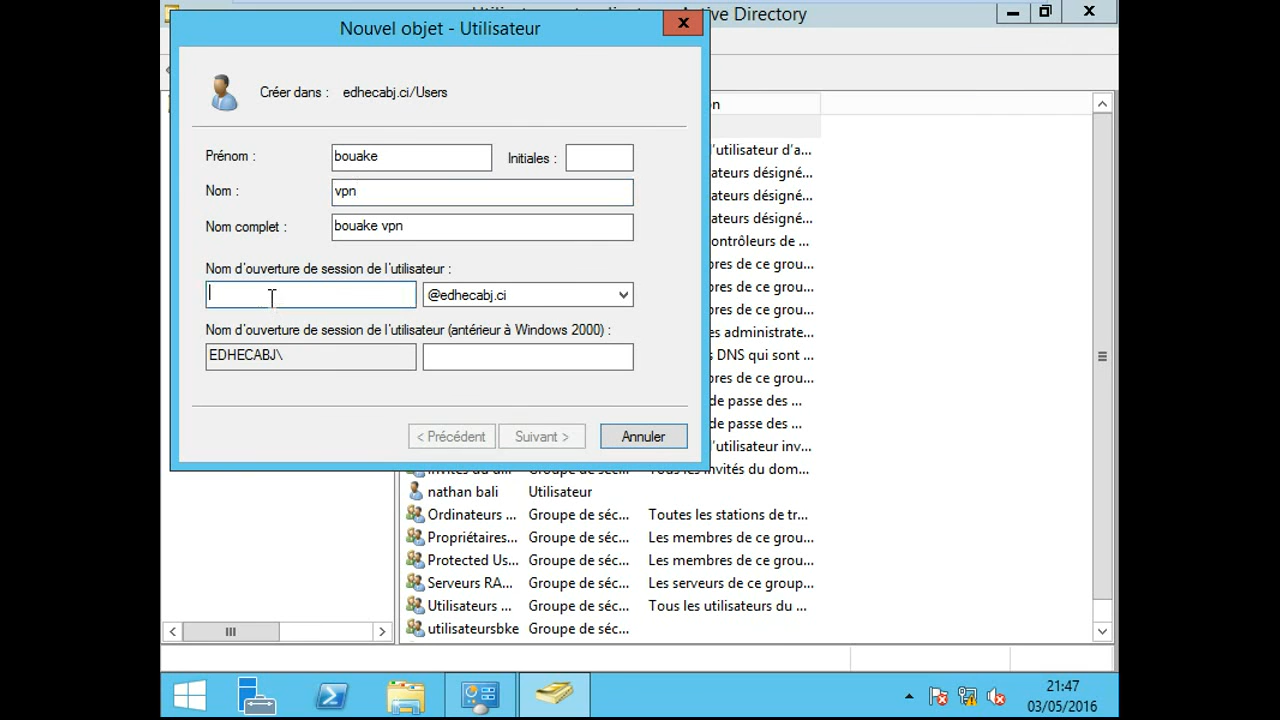 Nouvel objet - Utilisateur
Active Directory
Créer dans : edhecabj.ci/Users
Prénom : bouake Initiales :
Nom : vpn
Nom complet : bouake vpn
Nom d'ouverture de session de l'utilisateur :
@edhecabj.ci
Nom d'ouverture de session de l'utilisateur (antérieur à Windows 2000) :
EDHECABJ\
< Précédent Suivant > Annuler
l'utilisateur d'a...
ateurs désigné...
ateurs désigné...
ateurs désigné...
ontrôleurs de ...
bres de ce grou...
bres de ce grou...
bres de ce grou...
es administrate...
s DNS qui sont ...
bres de ce grou...
de passe des ...
de passe des ...
l'utilisateur inv...
Tous les invités du dom...
nathan bali Utilisateur
Ordinateurs ... Groupe de séc... Toutes les stations de tr...
Propriétaires... Groupe de séc... Les membres de ce grou...
Protected Us... Groupe de séc... Les membres de ce grou...
Serveurs RA... Groupe de séc... Les serveurs de ce group...
Utilisateurs ... Groupe de séc... Tous les utilisateurs du ...
utilisateursbke Groupe de séc...
21:47
03/05/2016